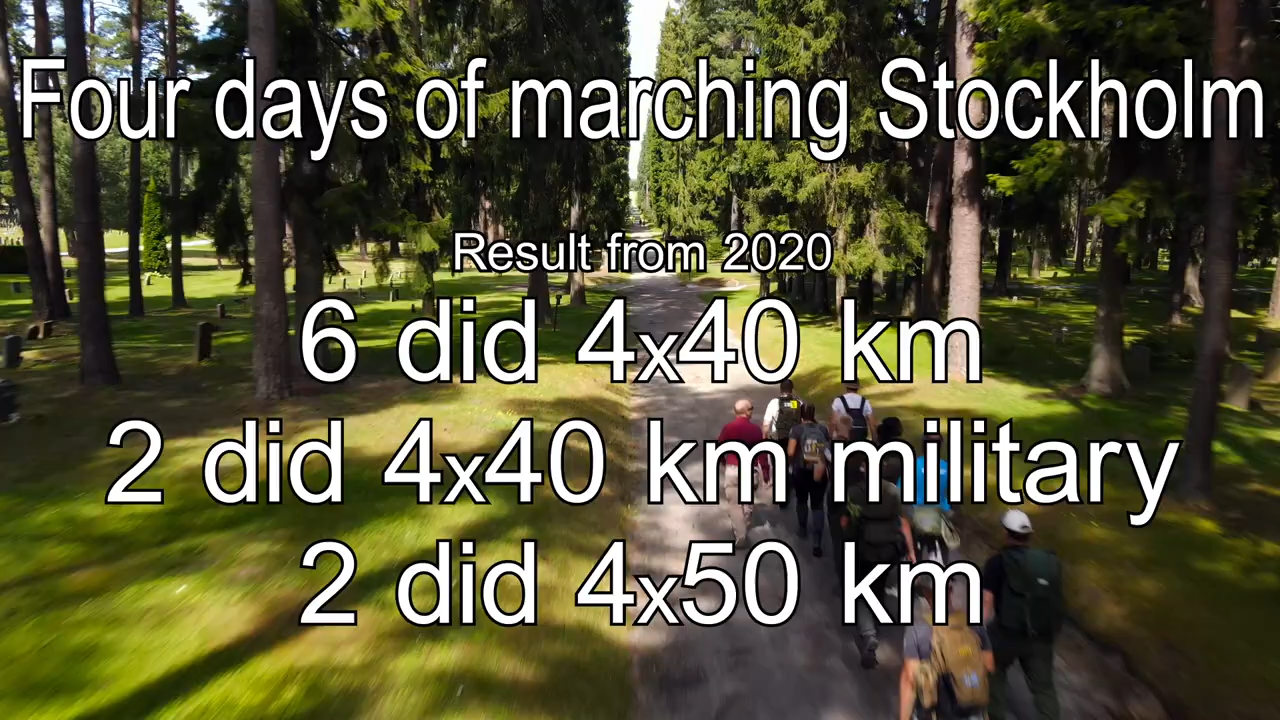 Four days of marching Stockholm
Result from 2020
6 did 4x40 km
2 did 4x40 km military
2 did 4x50 km